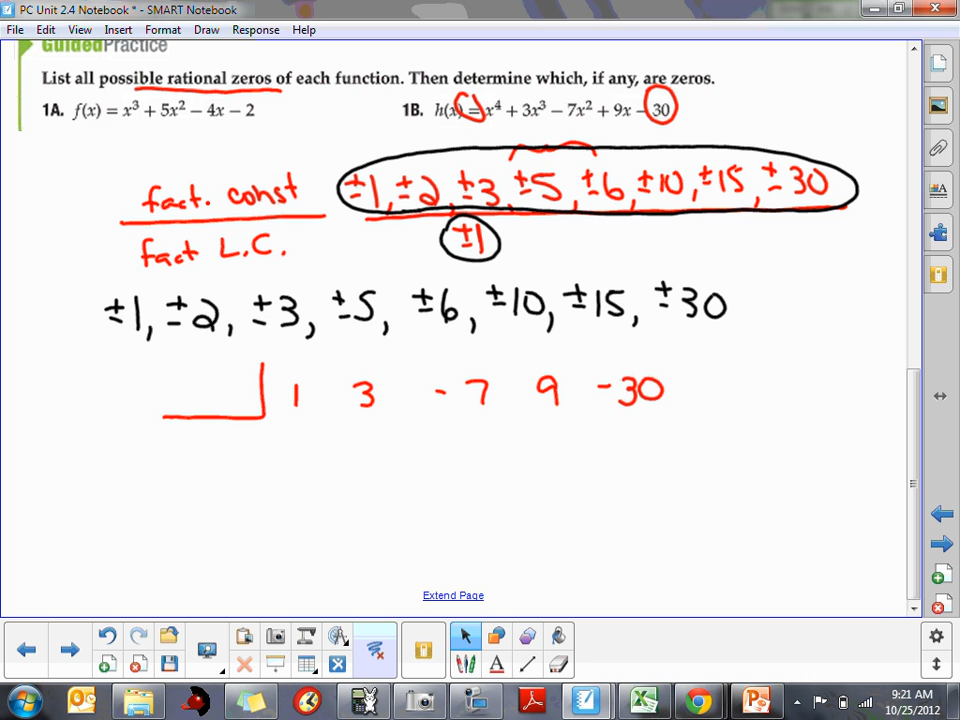 PC Unit 2.4 Notebook * - SMART Notebook
File Edit View Insert Format Draw Response Help
GuidedPractice
List all possible rational zeros of each function. Then determine which, if any, are zeros.
1A. f(x) = x³ + 5x² − 4x − 2
1B. h(x) = x⁴ + 3x³ − 7x² + 9x − 30
fact. const
±1, ±2, ±3, ±5, ±6, ±10, ±15, ±30
fact L.C.
±1
±1, ±2, ±3, ±5, ±6, ±10, ±15, ±30
1 3 -7 9 -30
Extend Page
9:21 AM
10/25/2012